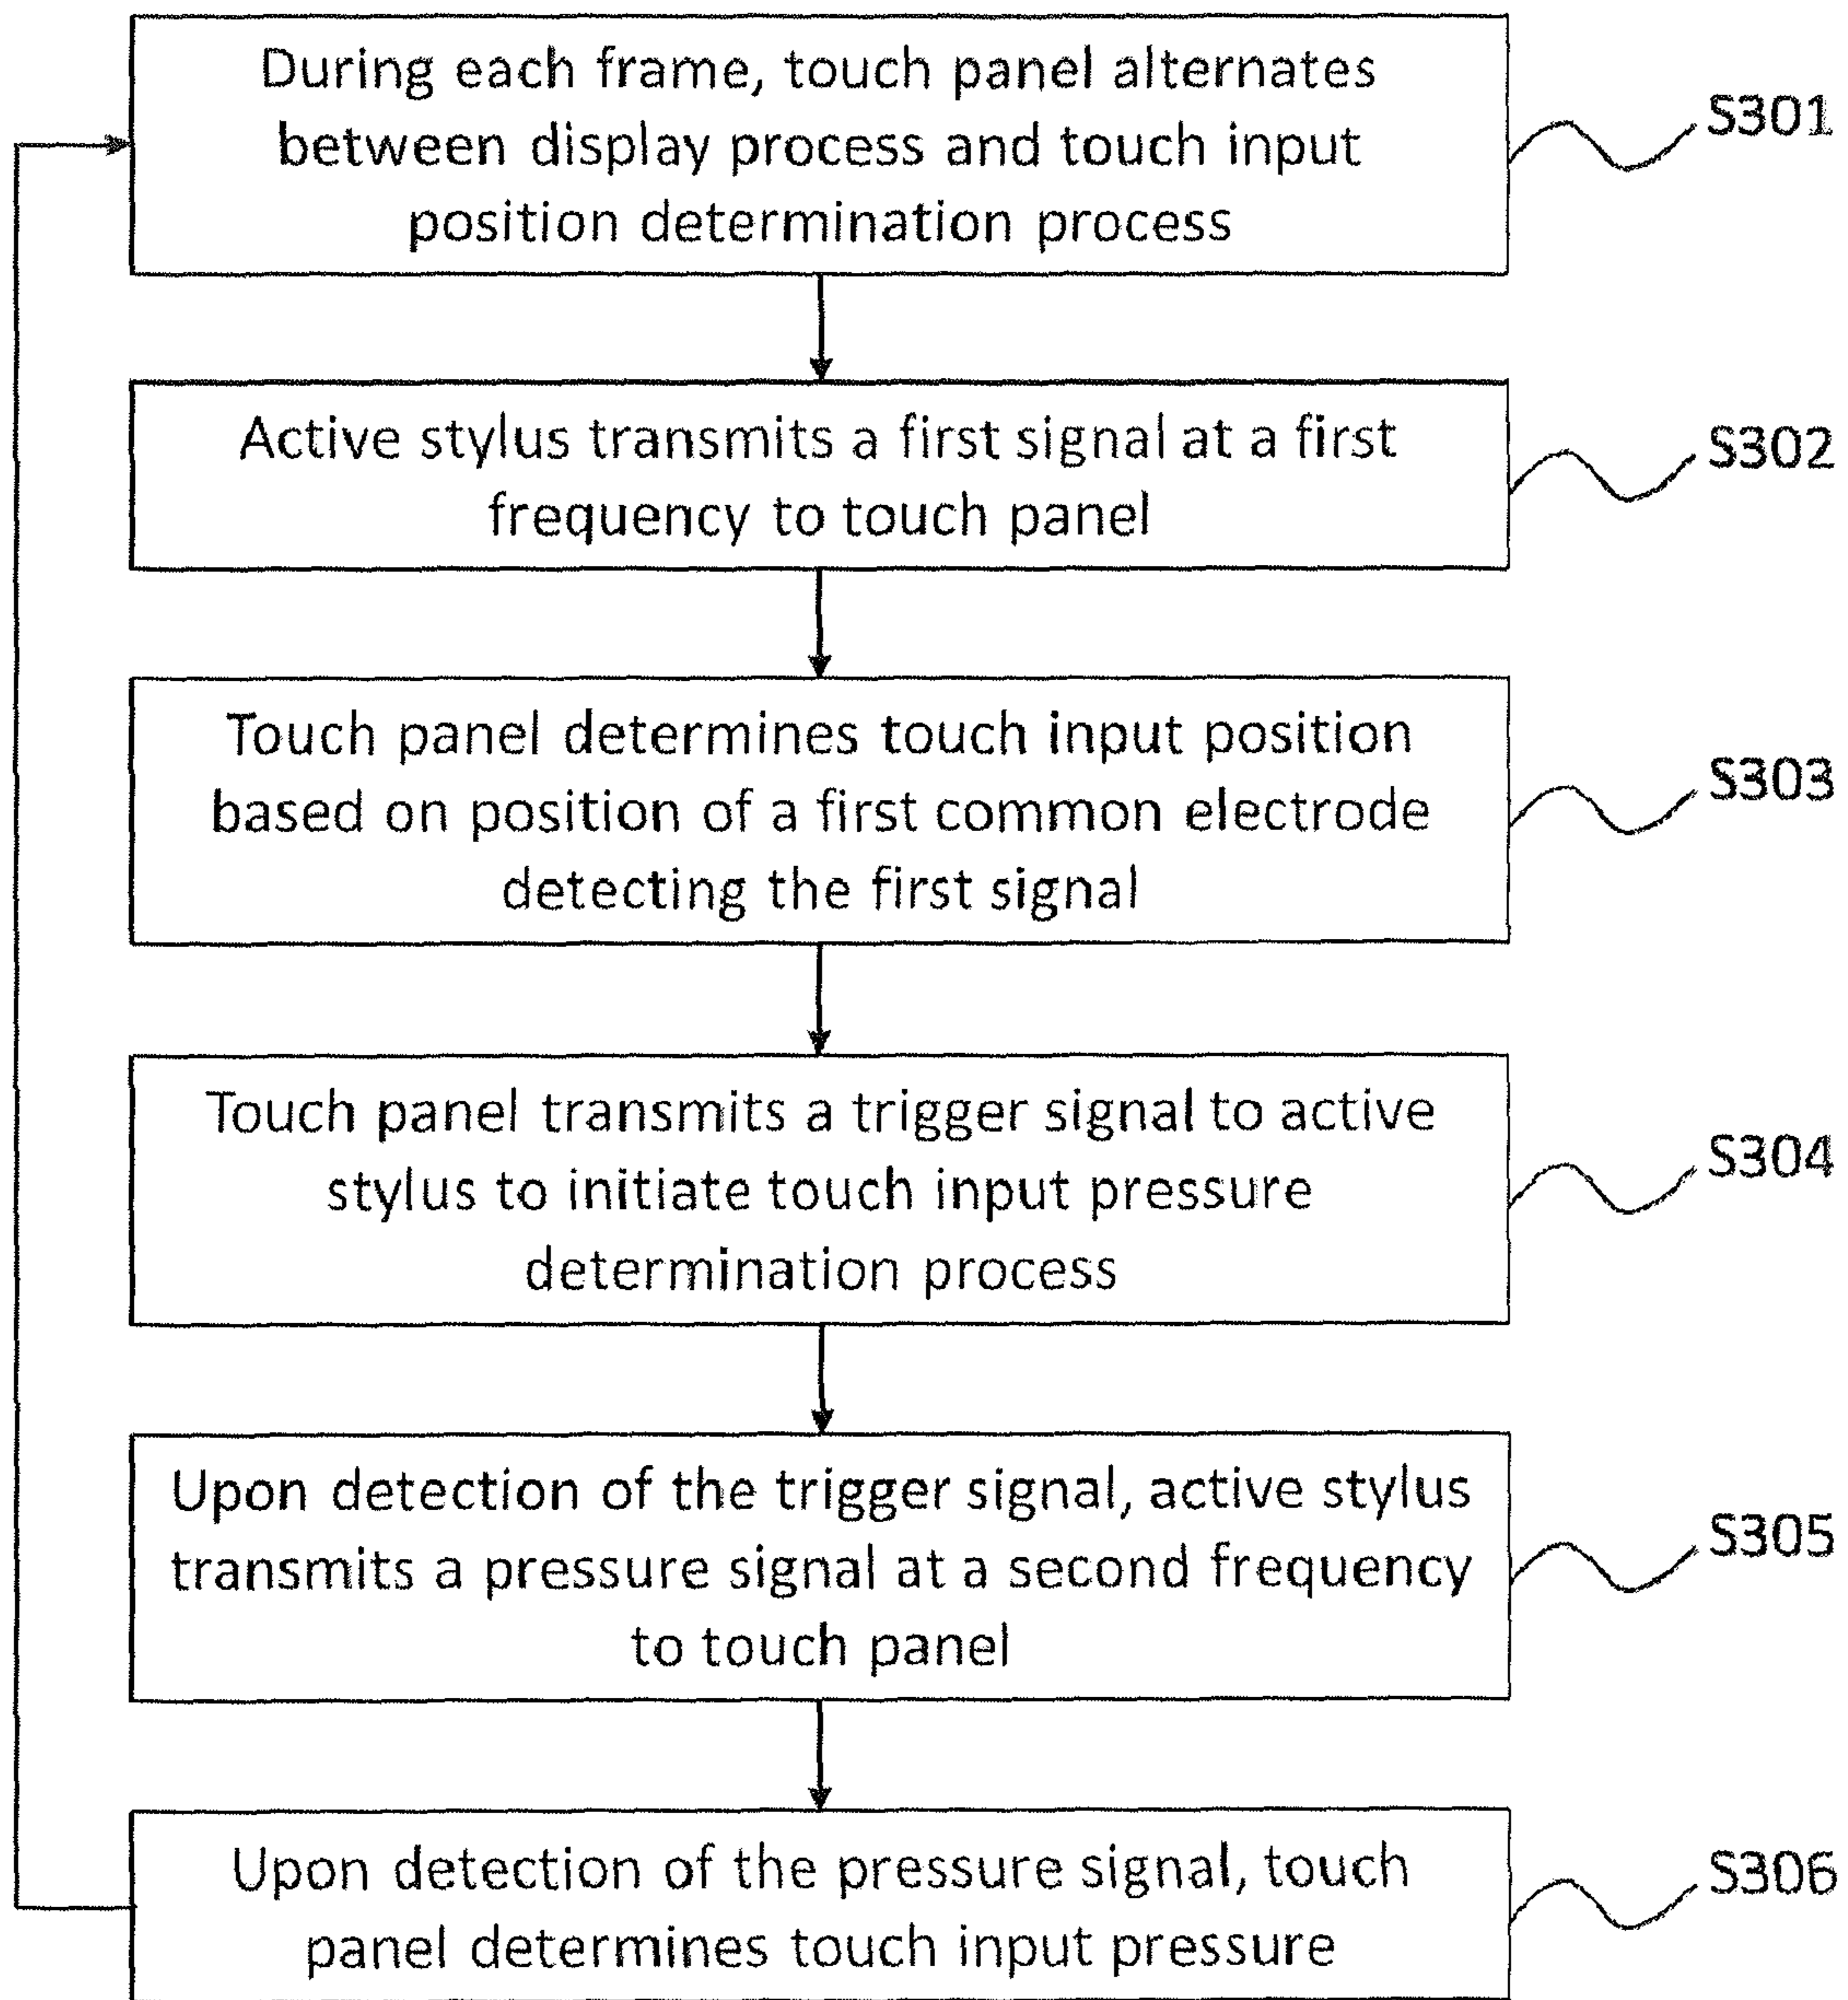 During each frame, touch panel alternates
between display process and touch input
position determination process
S301
Active stylus transmits a first signal at a first
frequency to touch panel
S302
Touch panel determines touch input position
based on position of a first common electrode
detecting the first signal
S303
Touch panel transmits a trigger signal to active
stylus to initiate touch input pressure
determination process
S304
Upon detection of the trigger signal, active stylus
transmits a pressure signal at a second frequency
to touch panel
S305
Upon detection of the pressure signal, touch
panel determines touch input pressure
S306